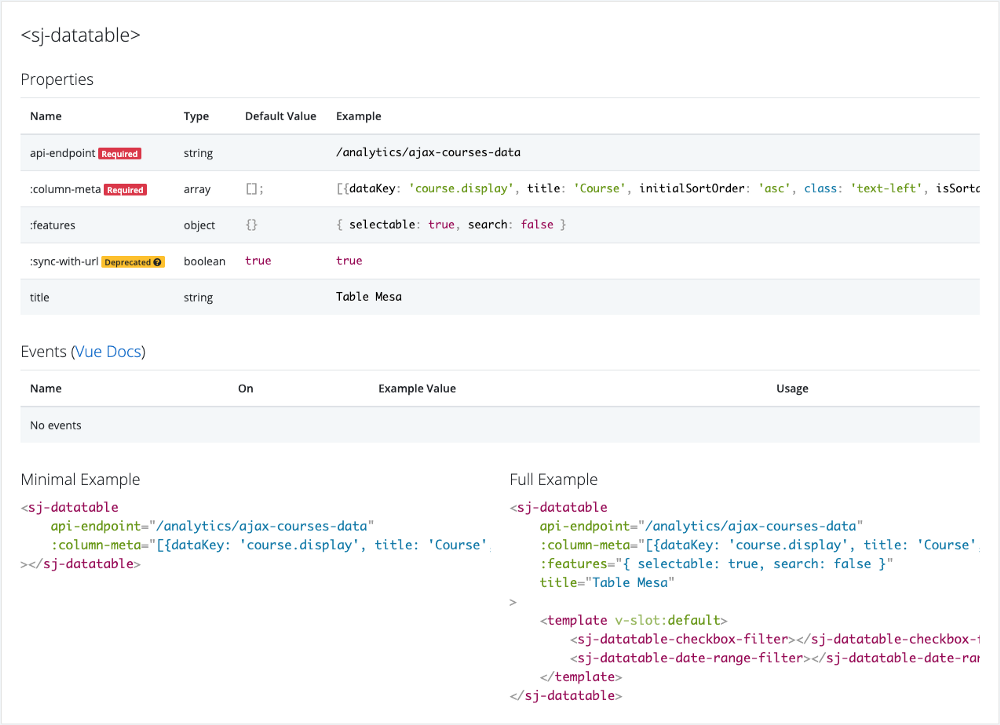 <sj-datatable>
Properties
Name Type Default Value Example
api-endpoint Required string /analytics/ajax-courses-data
:column-meta Required array []; [{dataKey: 'course.display', title: 'Course', initialSortOrder: 'asc', class: 'text-left', isSorta
:features object {} { selectable: true, search: false }
:sync-with-url Deprecated ? boolean true true
title string Table Mesa
Events (Vue Docs)
Name On Example Value Usage
No events
Minimal Example
<sj-datatable
api-endpoint="/analytics/ajax-courses-data"
:column-meta="[{dataKey: 'course.display', title: 'Course'
></sj-datatable>
Full Example
<sj-datatable
api-endpoint="/analytics/ajax-courses-data"
:column-meta="[{dataKey: 'course.display', title: 'Course',
:features="{ selectable: true, search: false }"
title="Table Mesa"
>
<template v-slot:default>
<sj-datatable-checkbox-filter></sj-datatable-checkbox-f
<sj-datatable-date-range-filter></sj-datatable-date-ran
</template>
</sj-datatable>